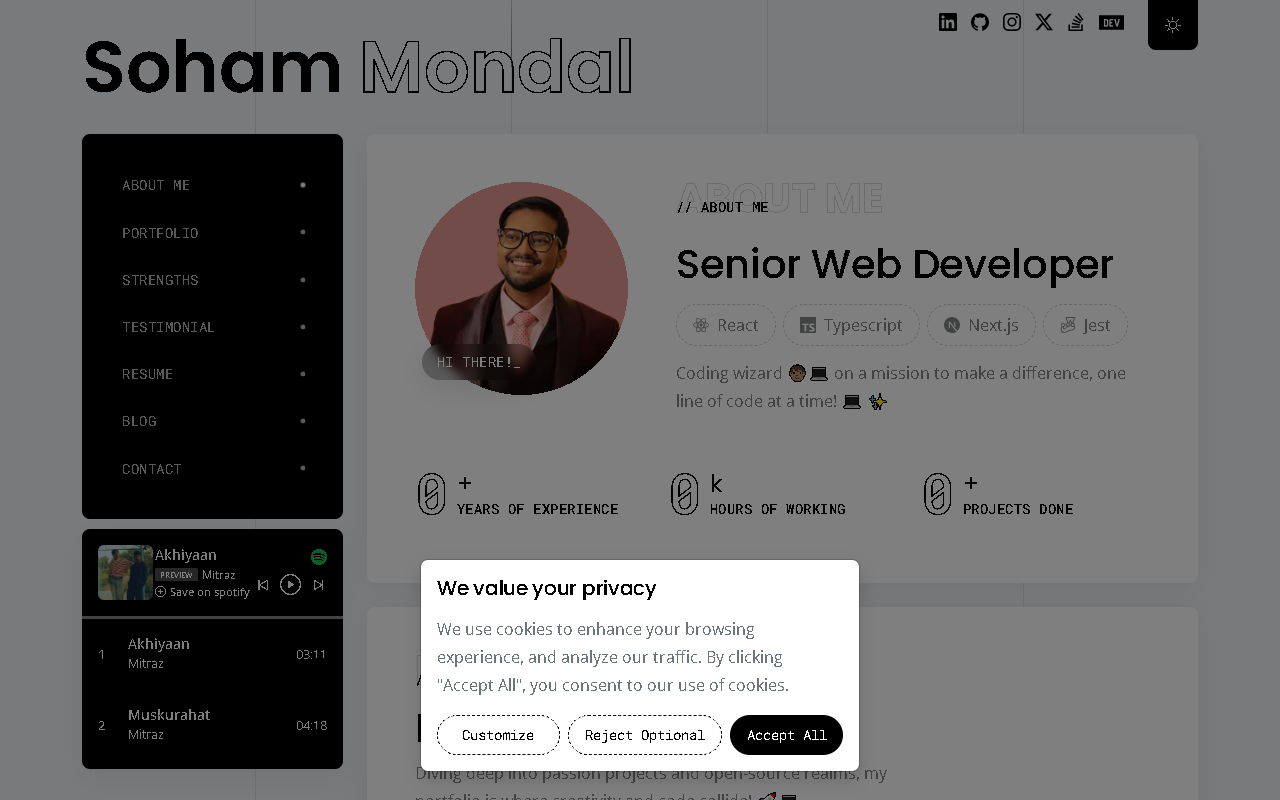 Soham Mondal
DEV
ABOUT ME
PORTFOLIO
STRENGTHS
TESTIMONIAL
RESUME
BLOG
CONTACT
Akhiyaan
PREVIEW Mitraz
Save on spotify
1 Akhiyaan 03:11
Mitraz
2 Muskurahat 04:18
Mitraz
HI THERE!_
ABOUT ME
// ABOUT ME
Senior Web Developer
React TS Typescript Next.js Jest
Coding wizard 🧑🏽‍💻 on a mission to make a difference, one
line of code at a time! 💻 ✨
0 + YEARS OF EXPERIENCE
0 k HOURS OF WORKING
0 + PROJECTS DONE
We value your privacy
We use cookies to enhance your browsing
experience, and analyze our traffic. By clicking
"Accept All", you consent to our use of cookies.
Customize Reject Optional Accept All
Diving deep into passion projects and open-source realms, my
portfolio is where creativity and code collide! 🚀 💻